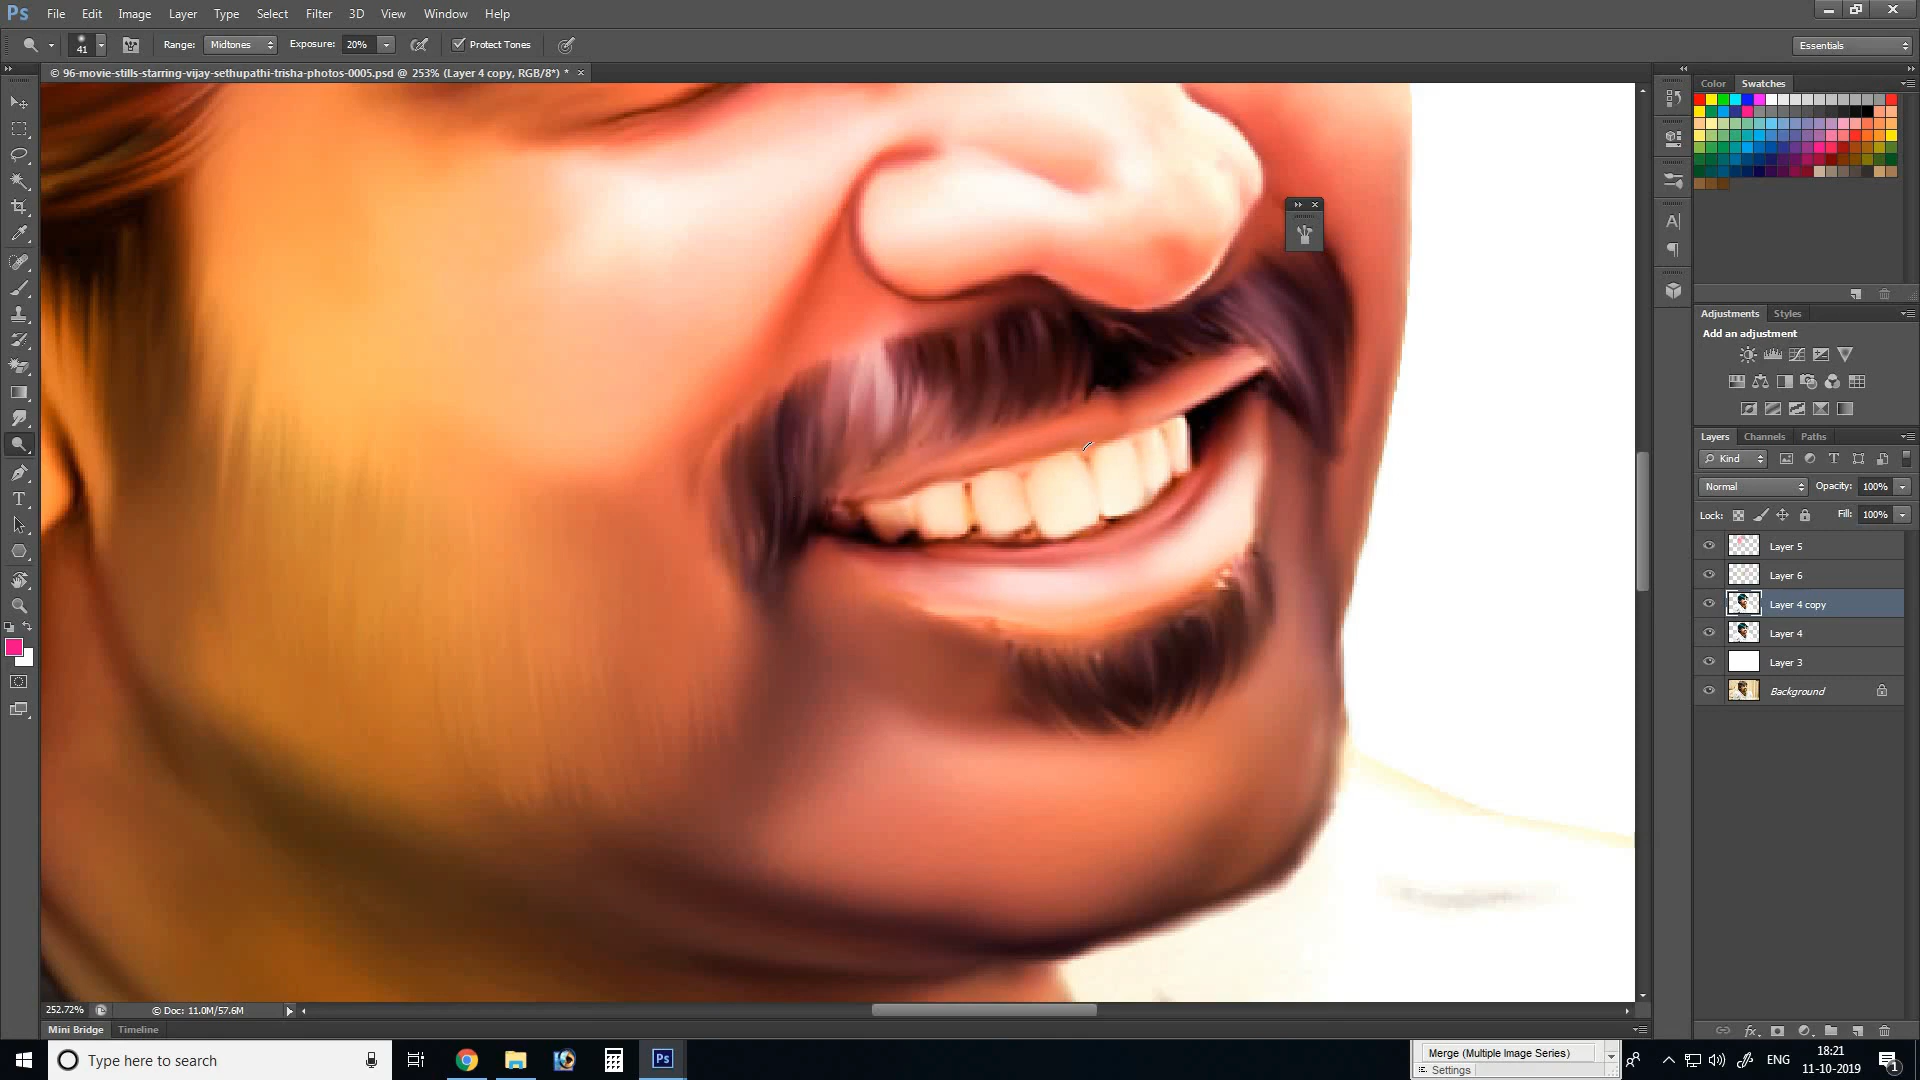 Ps File Edit Image Layer Type Select Filter 3D View Window Help
41 Range: Midtones Exposure: 20% Protect Tones Essentials
© 96-movie-stills-starring-vijay-sethupathi-trisha-photos-0005.psd @ 253% (Layer 4 copy, RGB/8*) * ×
Color Swatches
Adjustments Styles
Add an adjustment
Layers Channels Paths
Kind
Normal Opacity: 100%
Lock: Fill: 100%
Layer 5
Layer 6
Layer 4 copy
Layer 4
Layer 3
Background
252.72% © Doc: 11.0M/57.6M
Mini Bridge Timeline
Type here to search
Ps
Merge (Multiple Image Series)
Settings
ENG
18:21
11-10-2019
1